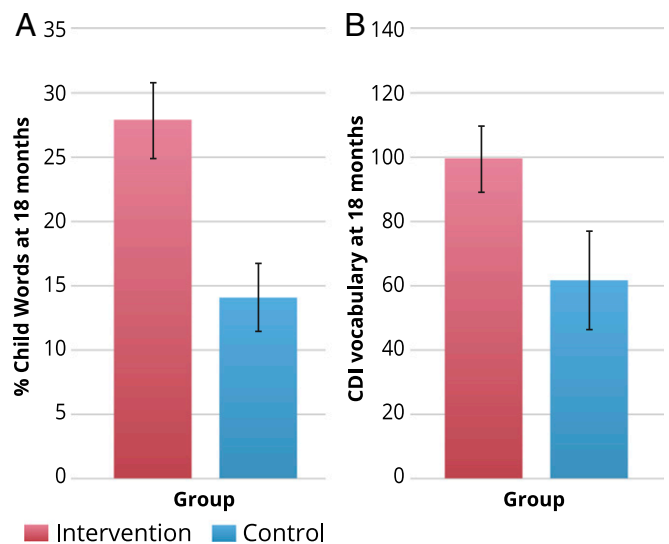 A
% Child Words at 18 months
35
30
25
20
15
10
5
0
Group
B
CDI vocabulary at 18 months
140
120
100
80
60
40
20
0
Group
Intervention Control